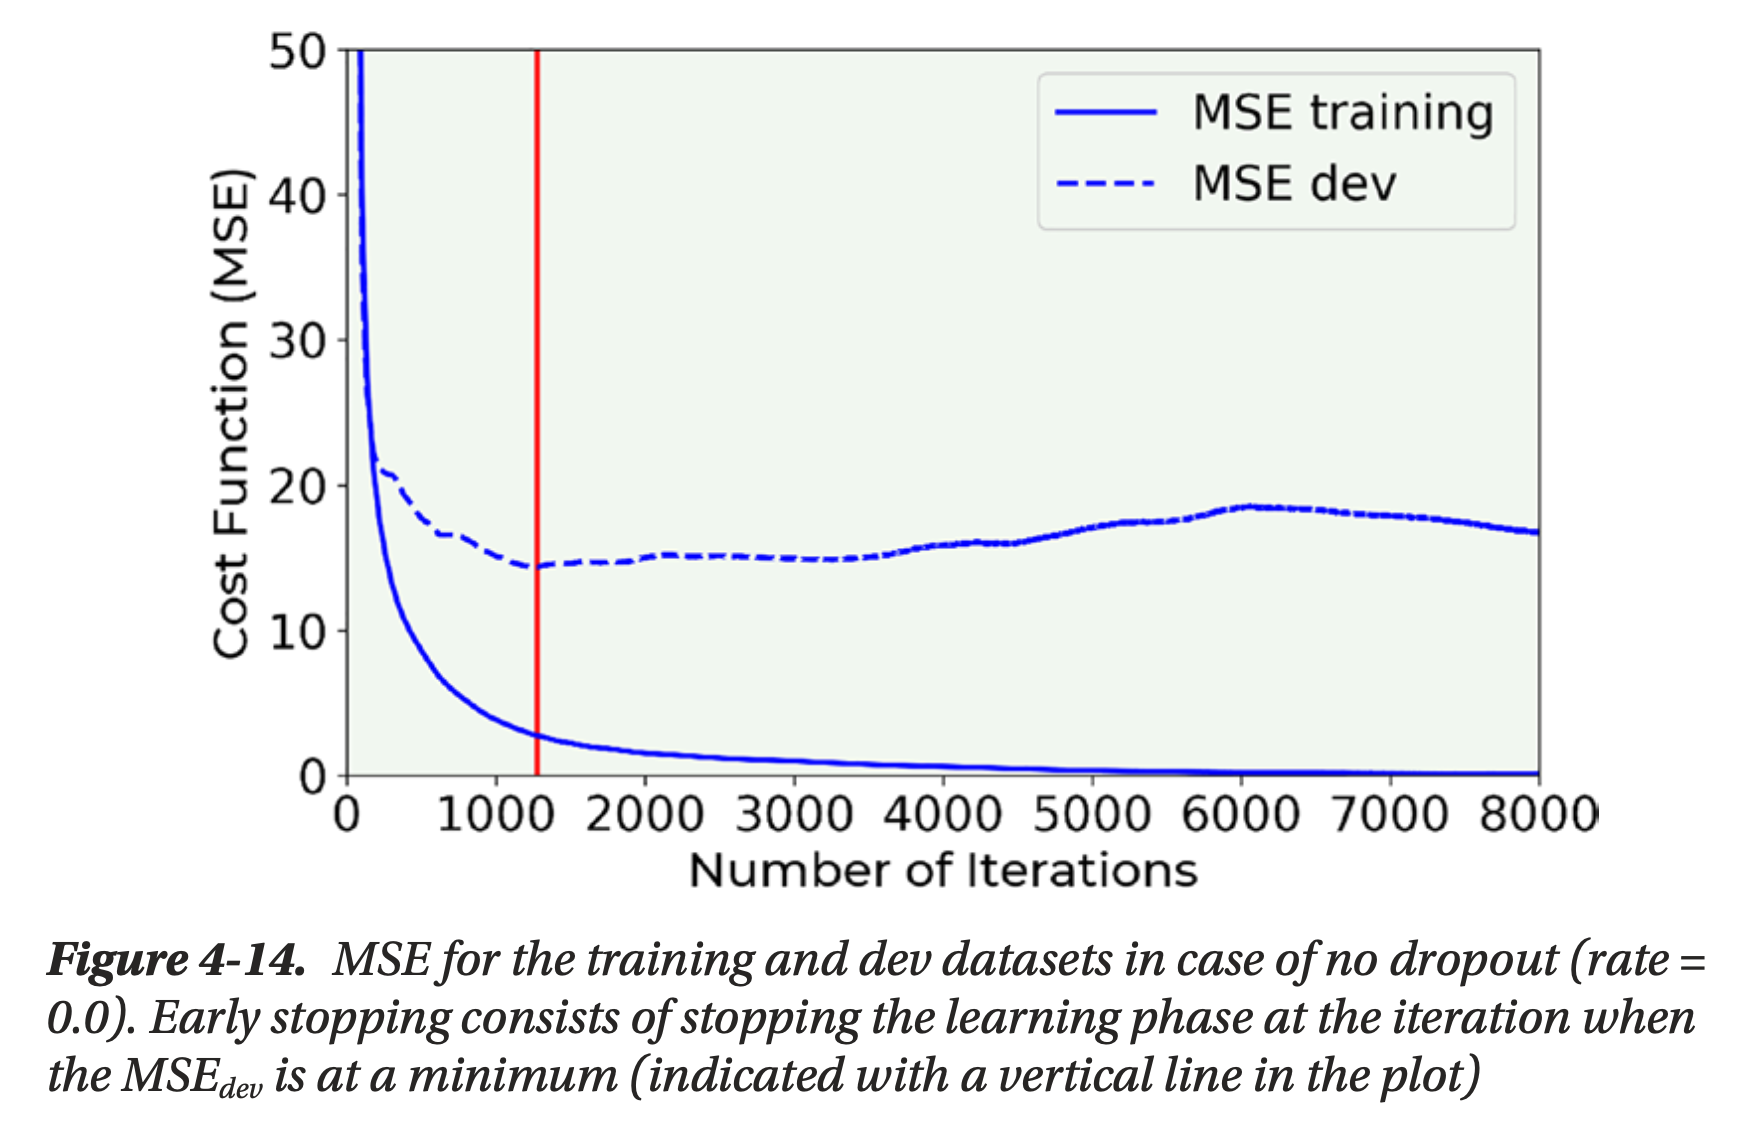 50
40
30
20
10
0
Cost Function (MSE)
MSE training
MSE dev
0 1000 2000 3000 4000 5000 6000 7000 8000
Number of Iterations
Figure 4-14. MSE for the training and dev datasets in case of no dropout (rate =
0.0). Early stopping consists of stopping the learning phase at the iteration when
the MSEdev is at a minimum (indicated with a vertical line in the plot)